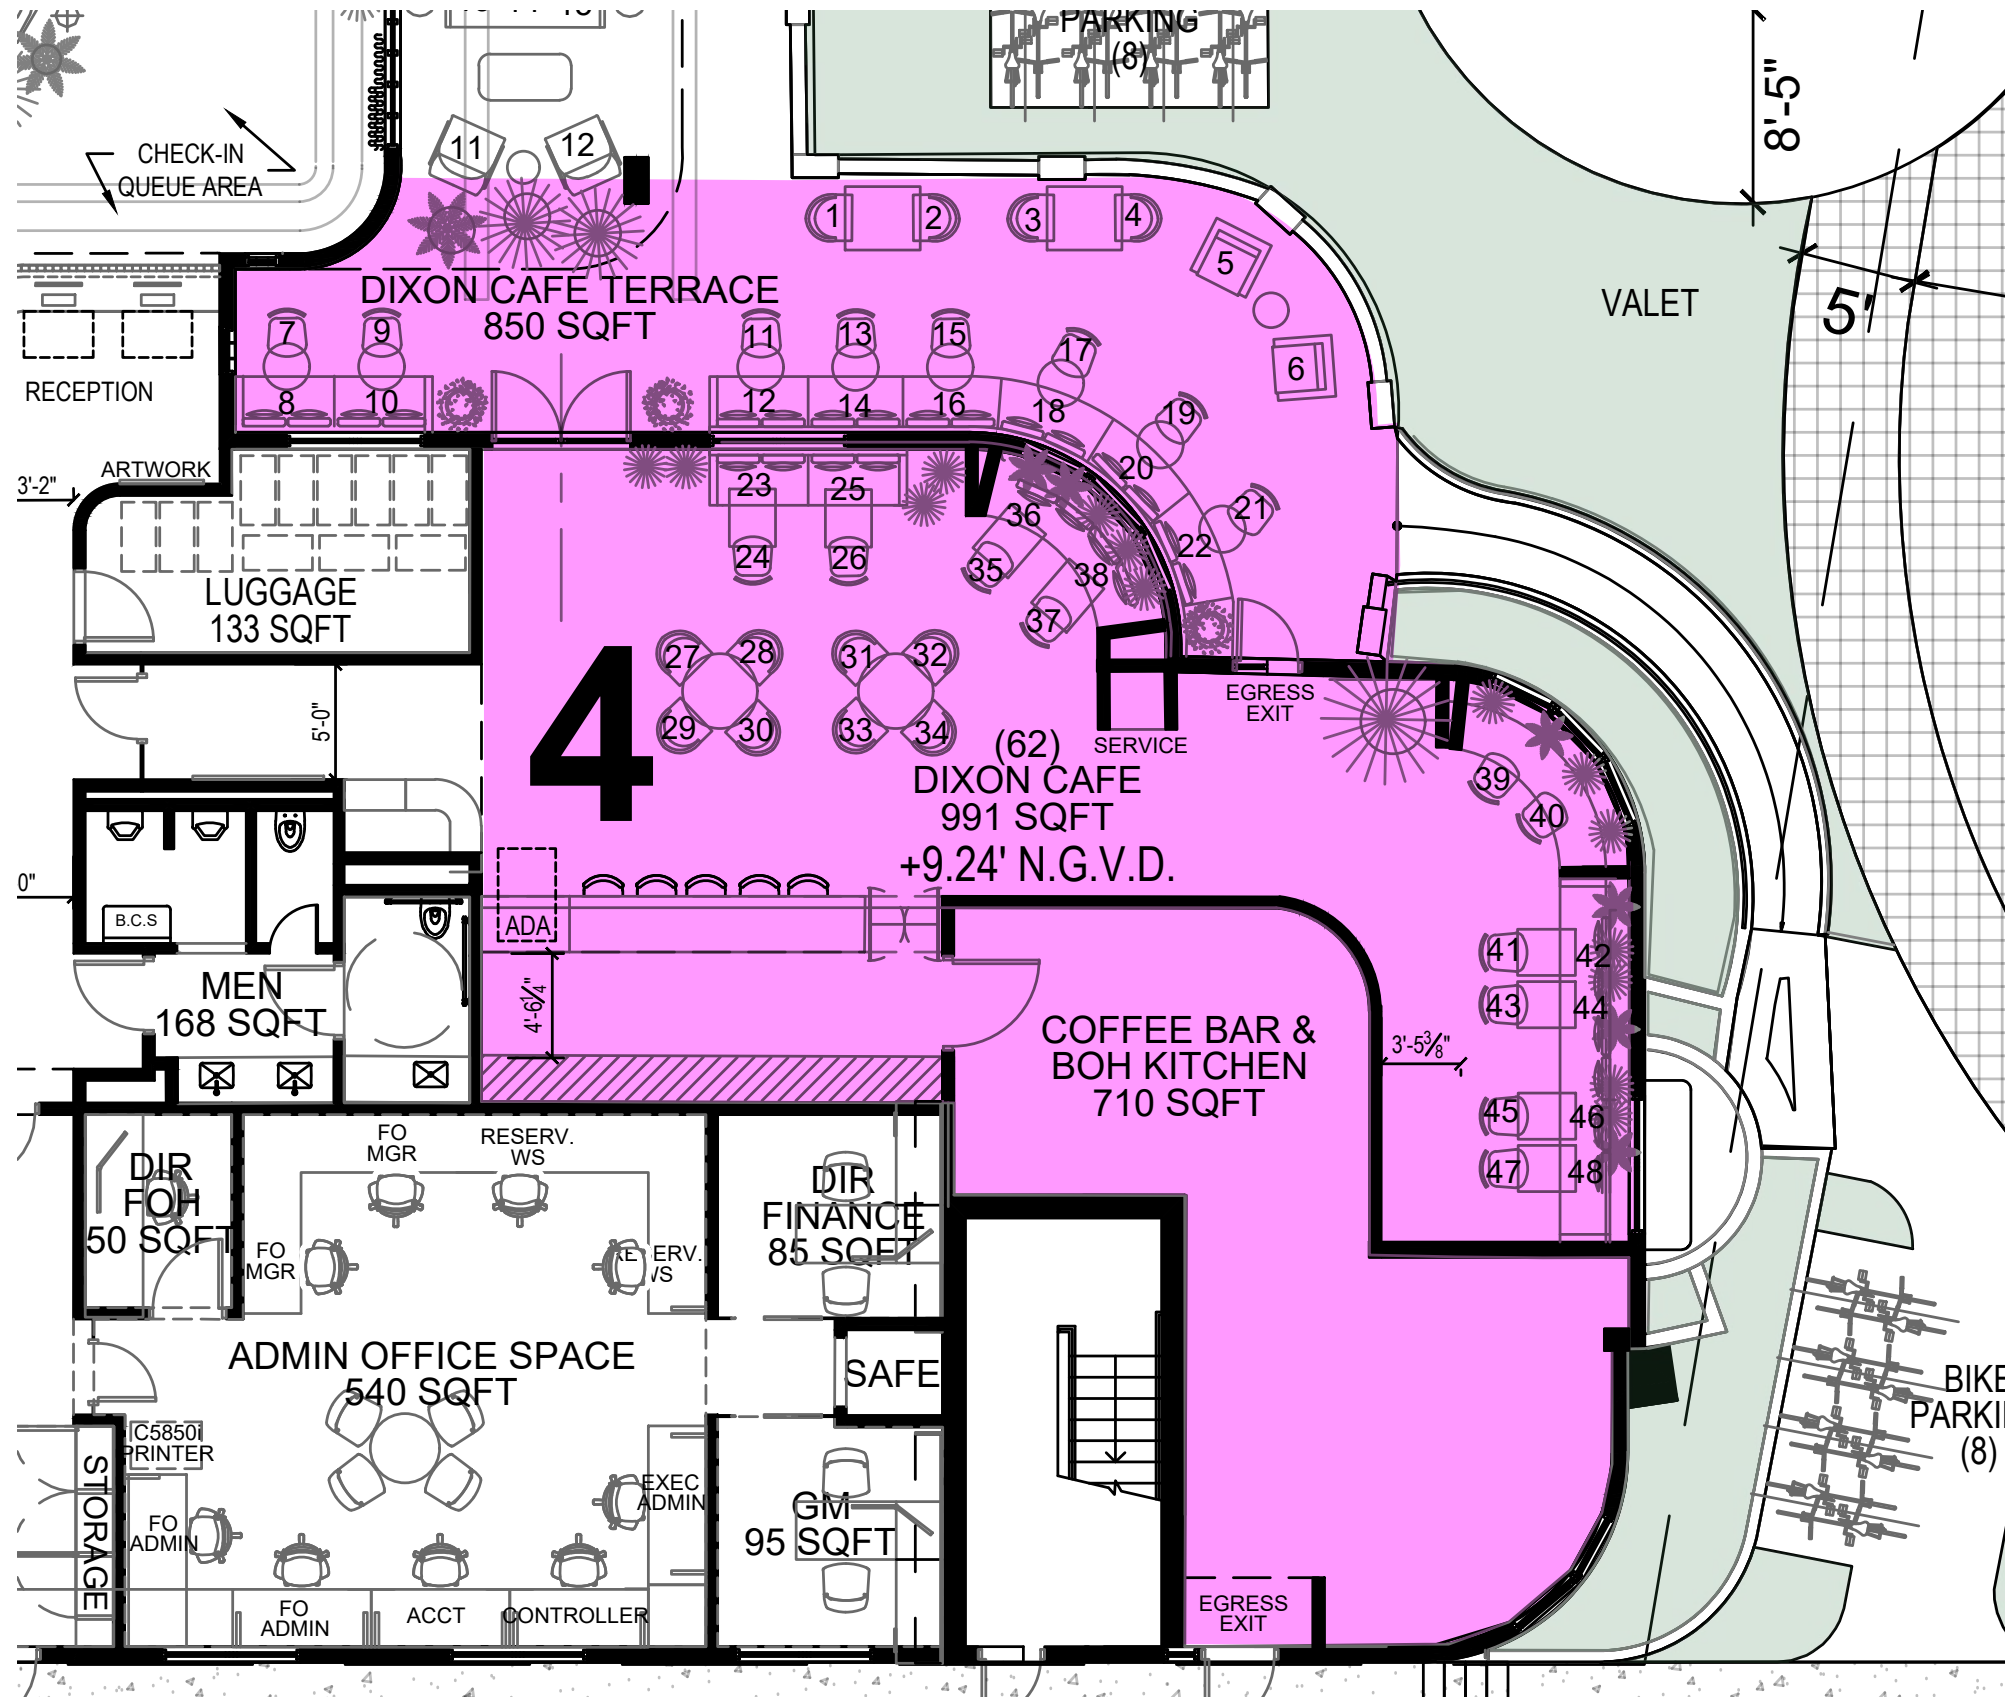 PARKING
(8)
8'-5"
CHECK-IN
QUEUE AREA
11
12
1
2
3
4
5
6
VALET
5'
DIXON CAFE TERRACE
850 SQFT
7
9
11
13
15
17
8
10
12
14
16
18
19
20
21
22
RECEPTION
ARTWORK
3'-2"
LUGGAGE
133 SQFT
23
25
24
26
36
35
38
37
27
28
29
30
31
32
33
34
4
5'-0"
EGRESS
EXIT
SERVICE
(62)
DIXON CAFE
991 SQFT
+9.24' N.G.V.D.
39
40
0"
B.C.S
ADA
MEN
168 SQFT
4'-6¼"
41
42
43
44
45
46
47
48
COFFEE BAR &
BOH KITCHEN
710 SQFT
3'-5⅜"
DIR
FOH
50 SQFT
FO
MGR
RESERV.
WS
FO
MGR
DIR
FINANCE
85 SQFT
ADMIN OFFICE SPACE
540 SQFT
SAFE
C5850i
PRINTER
STORAGE
FO
ADMIN
EXEC
ADMIN
GM
95 SQFT
FO
ADMIN
ACCT
CONTROLLER
EGRESS
EXIT
(8)